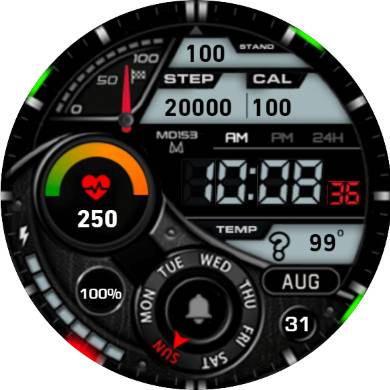 100 STAND
100
50
0
STEP CAL
20000 100
MD153
AM PM 24H
10:08 36
250
TEMP
? 99°
AUG
31
100%
SUN MON TUE WED THU FRI SAT